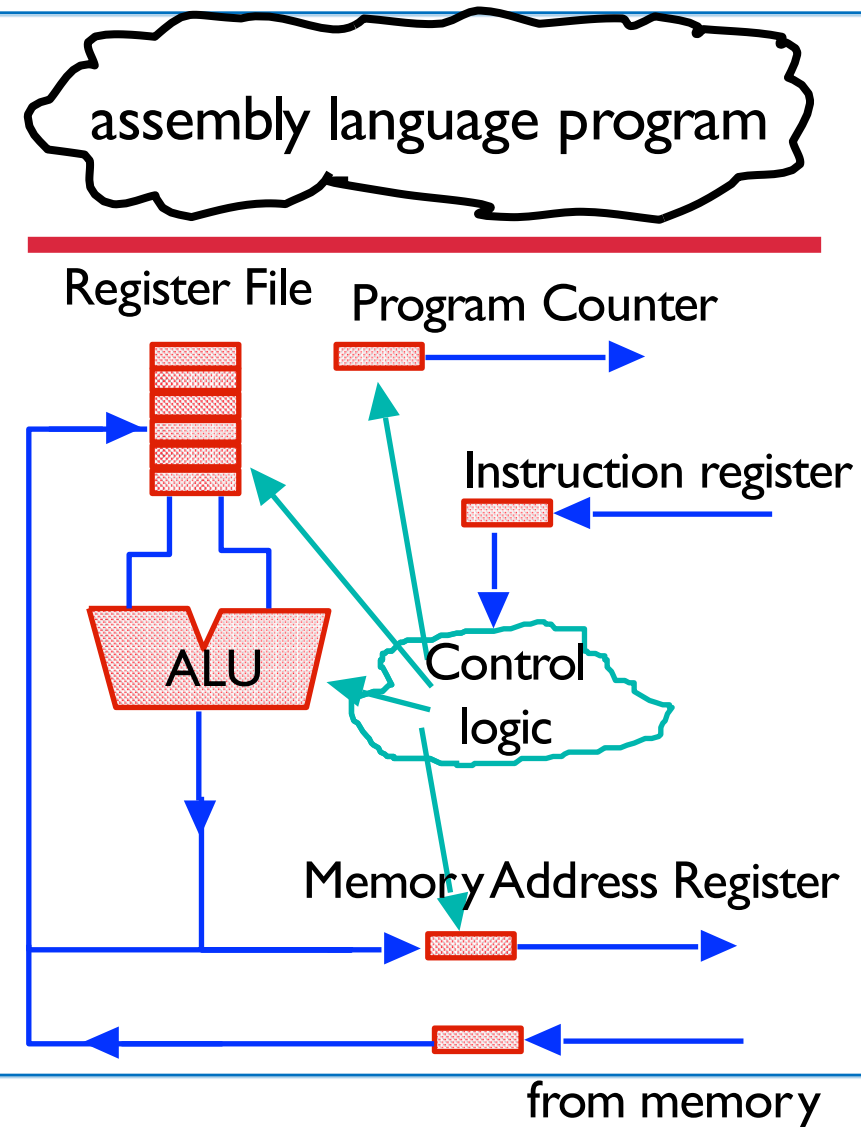 assembly language program
Register File
Program Counter
Instruction register
ALU
Control
logic
Memory Address Register
from memory